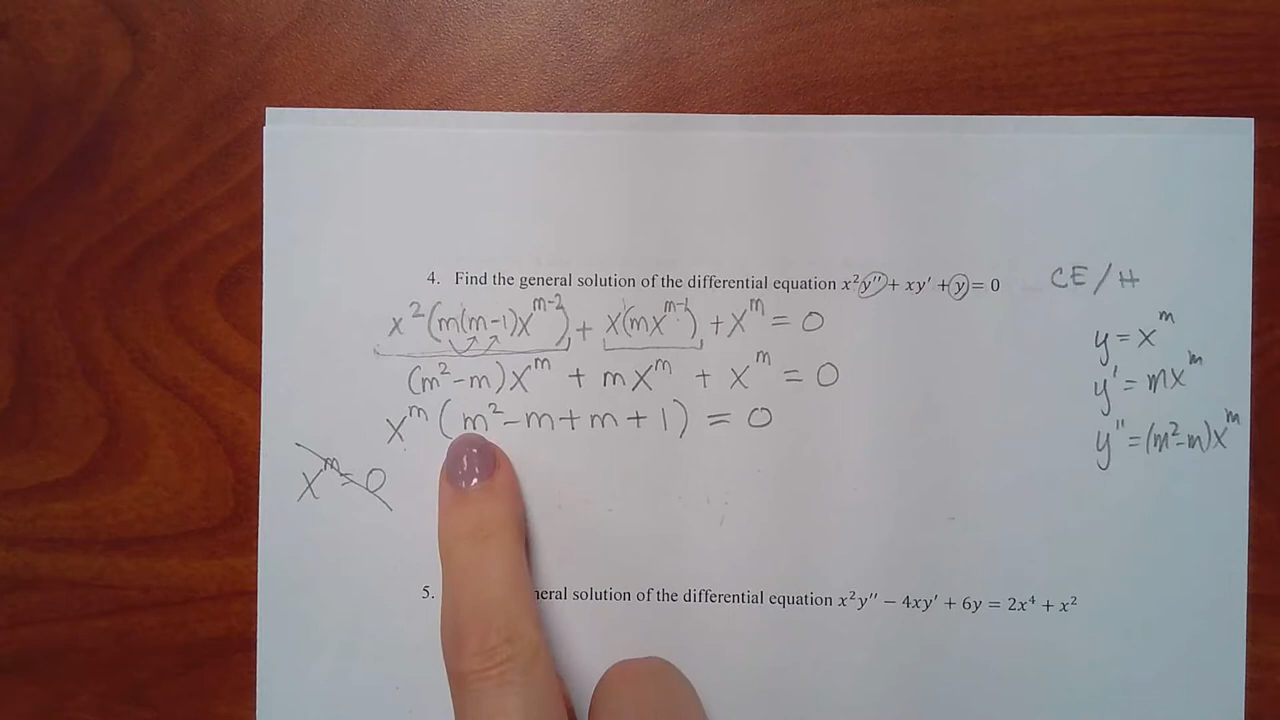 4. Find the general solution of the differential equation x²y″ + xy′ + y = 0
CE/H
x²(m(m-1)x^{m-2}) + x(mx^{m-1}) + x^m = 0
(m²-m)x^m + mx^m + x^m = 0
x^m (m²-m+m+1) = 0
x^m=0
y = x^m
y' = mx^m
y" = (m²-m)x^m
5. neral solution of the differential equation x²y″ − 4xy′ + 6y = 2x⁴ + x²